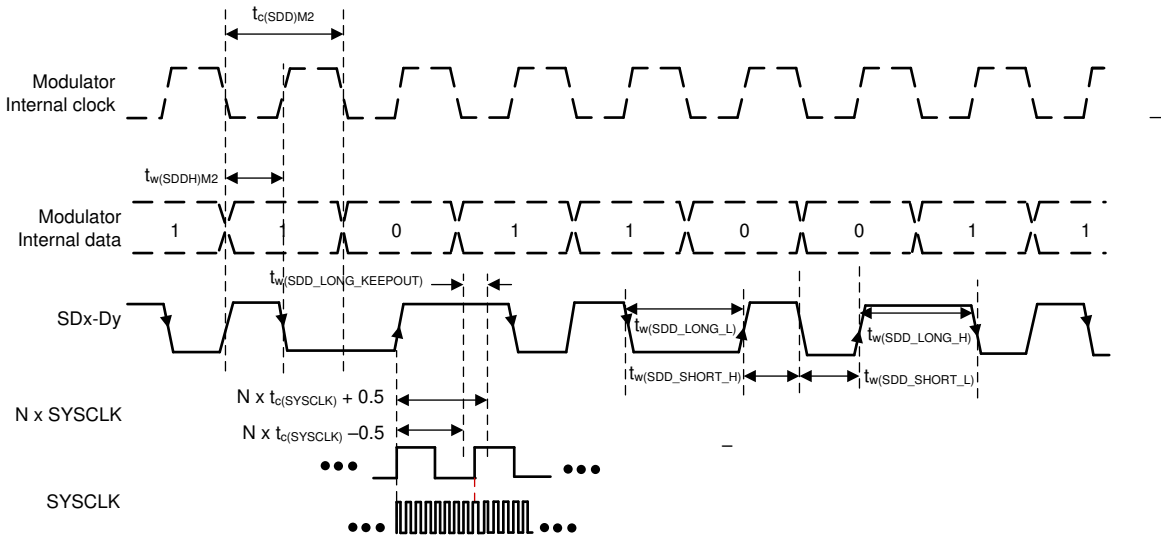 tc(SDD)M2
Modulator
Internal clock
–
tw(SDDH)M2
Modulator
Internal data
1 1 0 1 1 0 0 1 1
tw(SDD_LONG_KEEPOUT)
SDx-Dy
tw(SDD_LONG_L)
tw(SDD_LONG_H)
tw(SDD_SHORT_H)
tw(SDD_SHORT_L)
N x tc(SYSCLK) + 0.5
N x SYSCLK
N x tc(SYSCLK) –0.5
–
SYSCLK